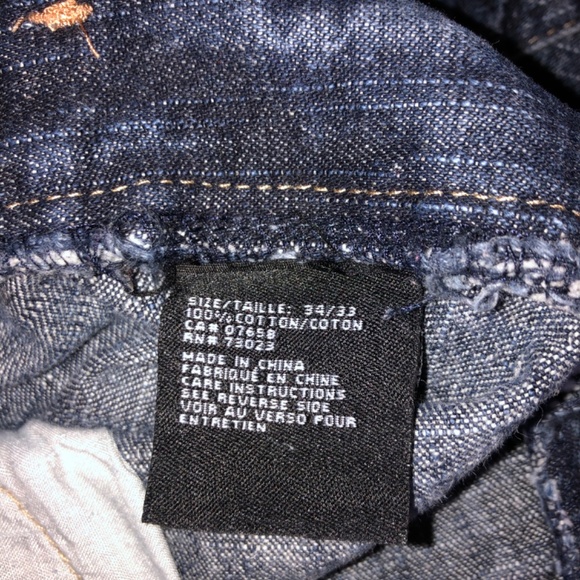 SIZE/TAILLE: 34/33
100% COTTON/COTON
CA# 07658
RN# 73023
MADE IN CHINA
FABRIQUÉ EN CHINE
CARE INSTRUCTIONS
SEE REVERSE SIDE
VOIR AU VERSO POUR
ENTRETIEN